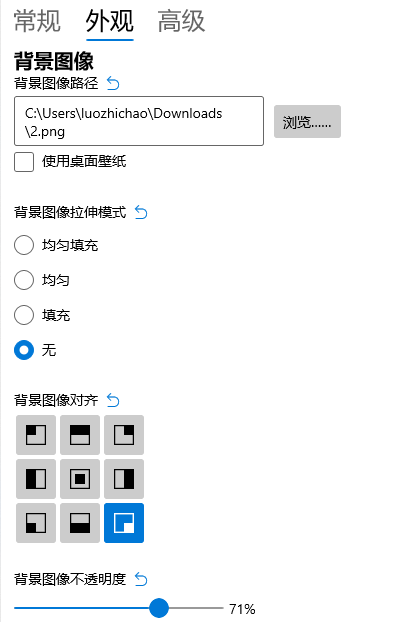 常规 外观 高级
背景图像
背景图像路径
C:\Users\luozhichao\Downloads
\2.png
浏览......
使用桌面壁纸
背景图像拉伸模式
均匀填充
均匀
填充
无
背景图像对齐
背景图像不透明度
71%